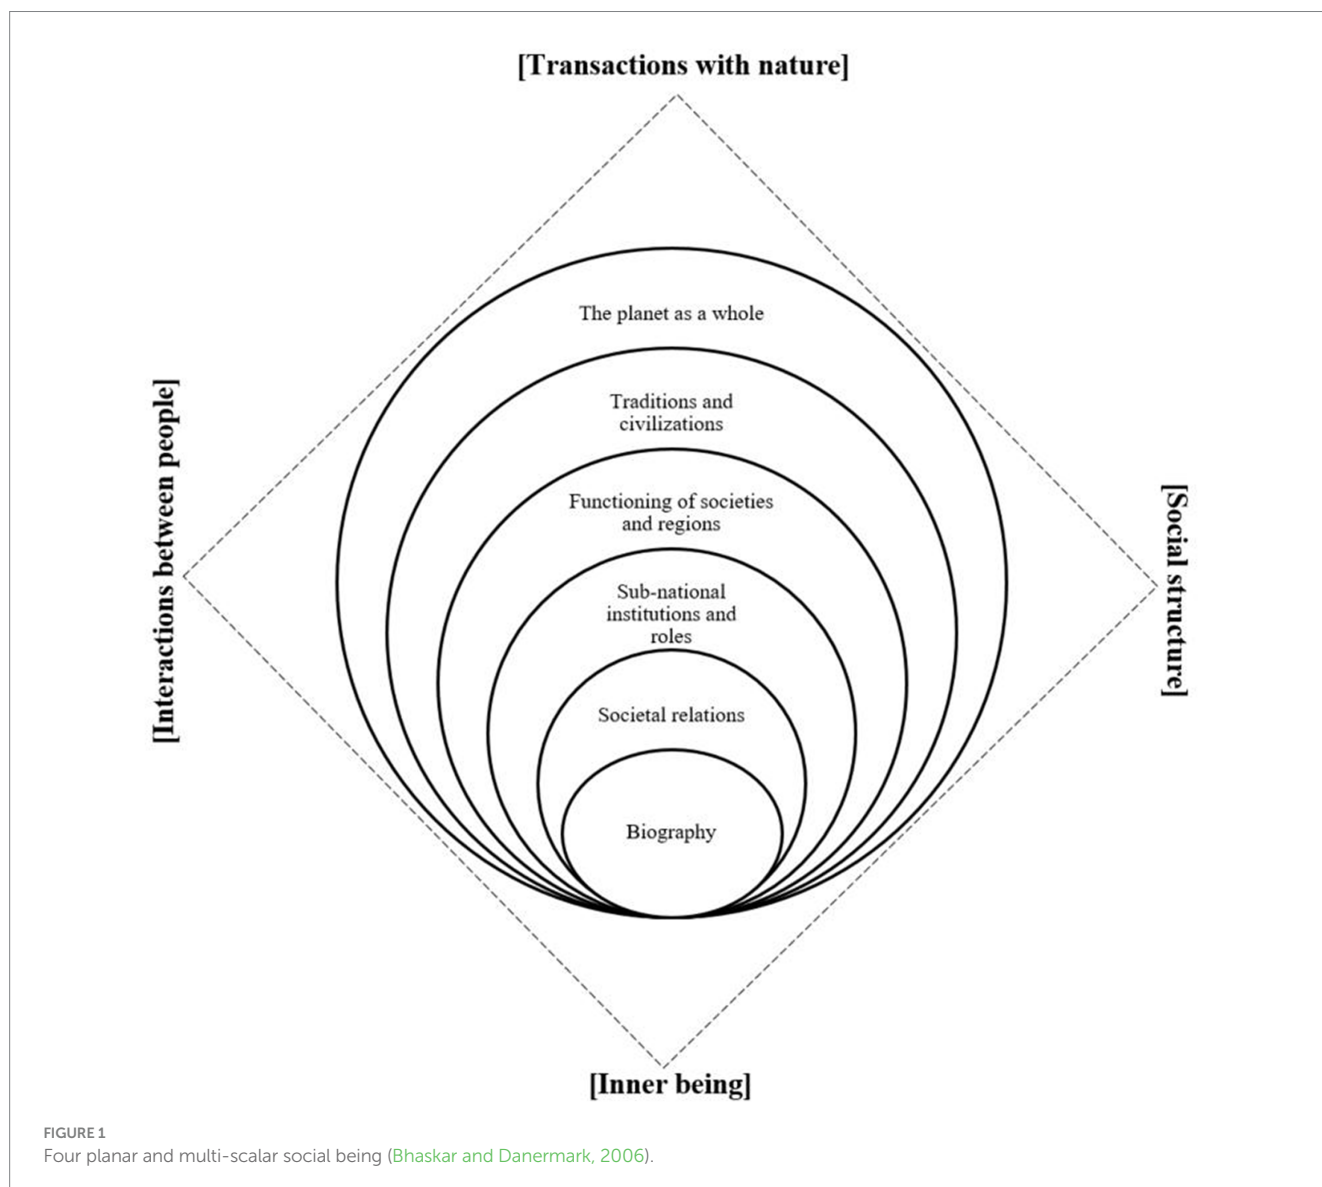 [Transactions with nature]
The planet as a whole
Traditions and
civilizations
[Interactions between people]
Functioning of societies
and regions
[Social structure]
Sub-national
institutions and
roles
Societal relations
Biography
[Inner being]
FIGURE 1
Four planar and multi-scalar social being (Bhaskar and Danermark, 2006).